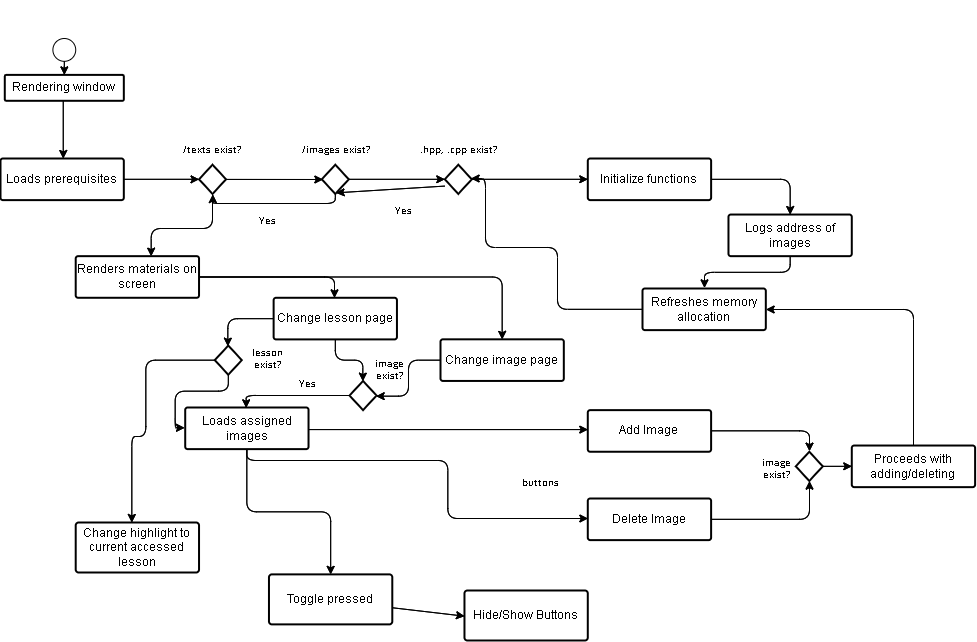 Rendering window
/texts exist?
/images exist?
.hpp, .cpp exist?
Loads prerequisites
Initialize functions
Yes
Yes
Logs address of
images
Renders materials on
screen
Refreshes memory
allocation
Change lesson page
lesson
exist?
image
exist?
Change image page
Yes
Loads assigned
images
Add Image
image
exist?
Proceeds with
adding/deleting
buttons
Delete Image
Change highlight to
current accessed
lesson
Toggle pressed
Hide/Show Buttons